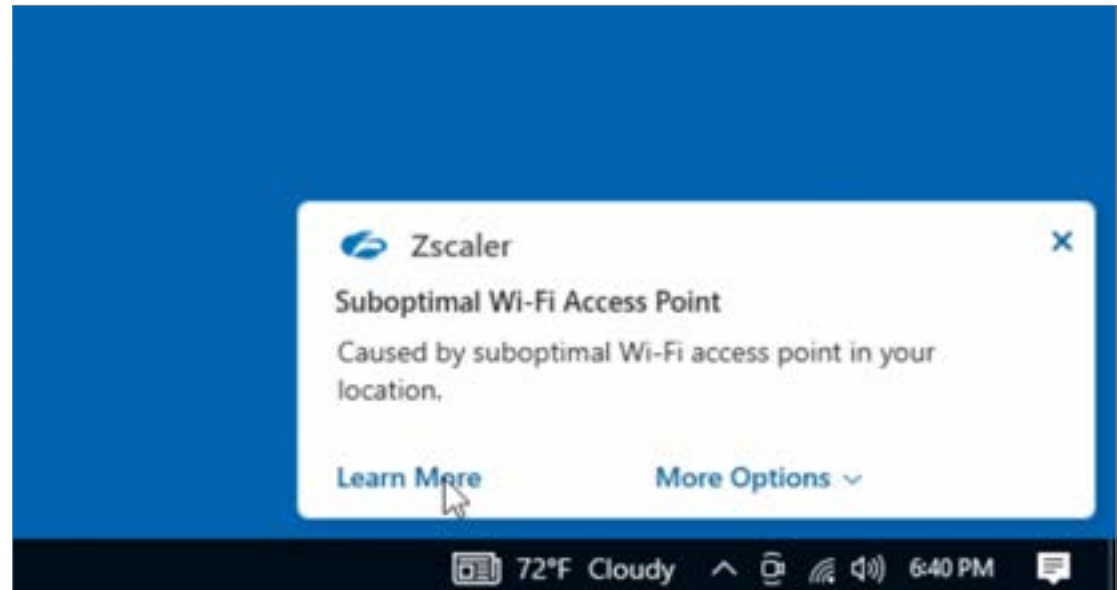 Zscaler
Suboptimal Wi-Fi Access Point
Caused by suboptimal Wi-Fi access point in your
location.
Learn More More Options
72°F Cloudy 6:40 PM